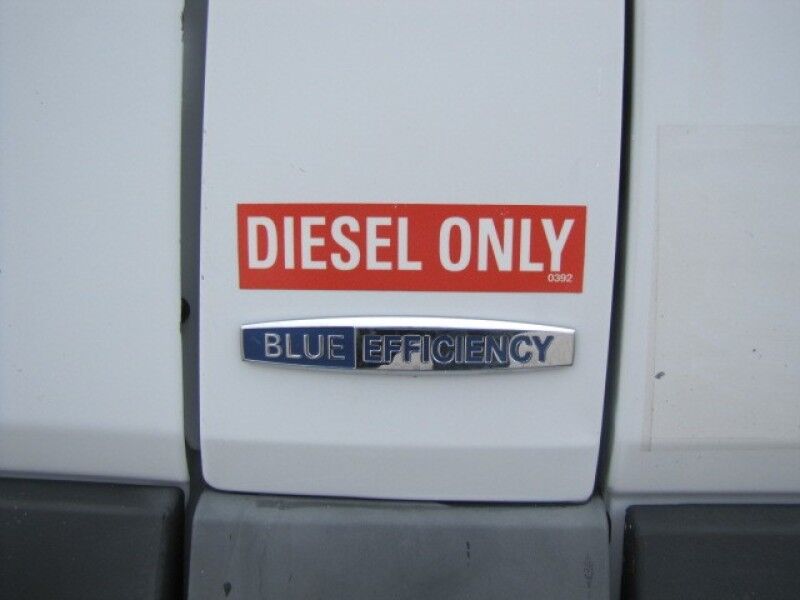 DIESEL ONLY
0392
BLUE EFFICIENCY